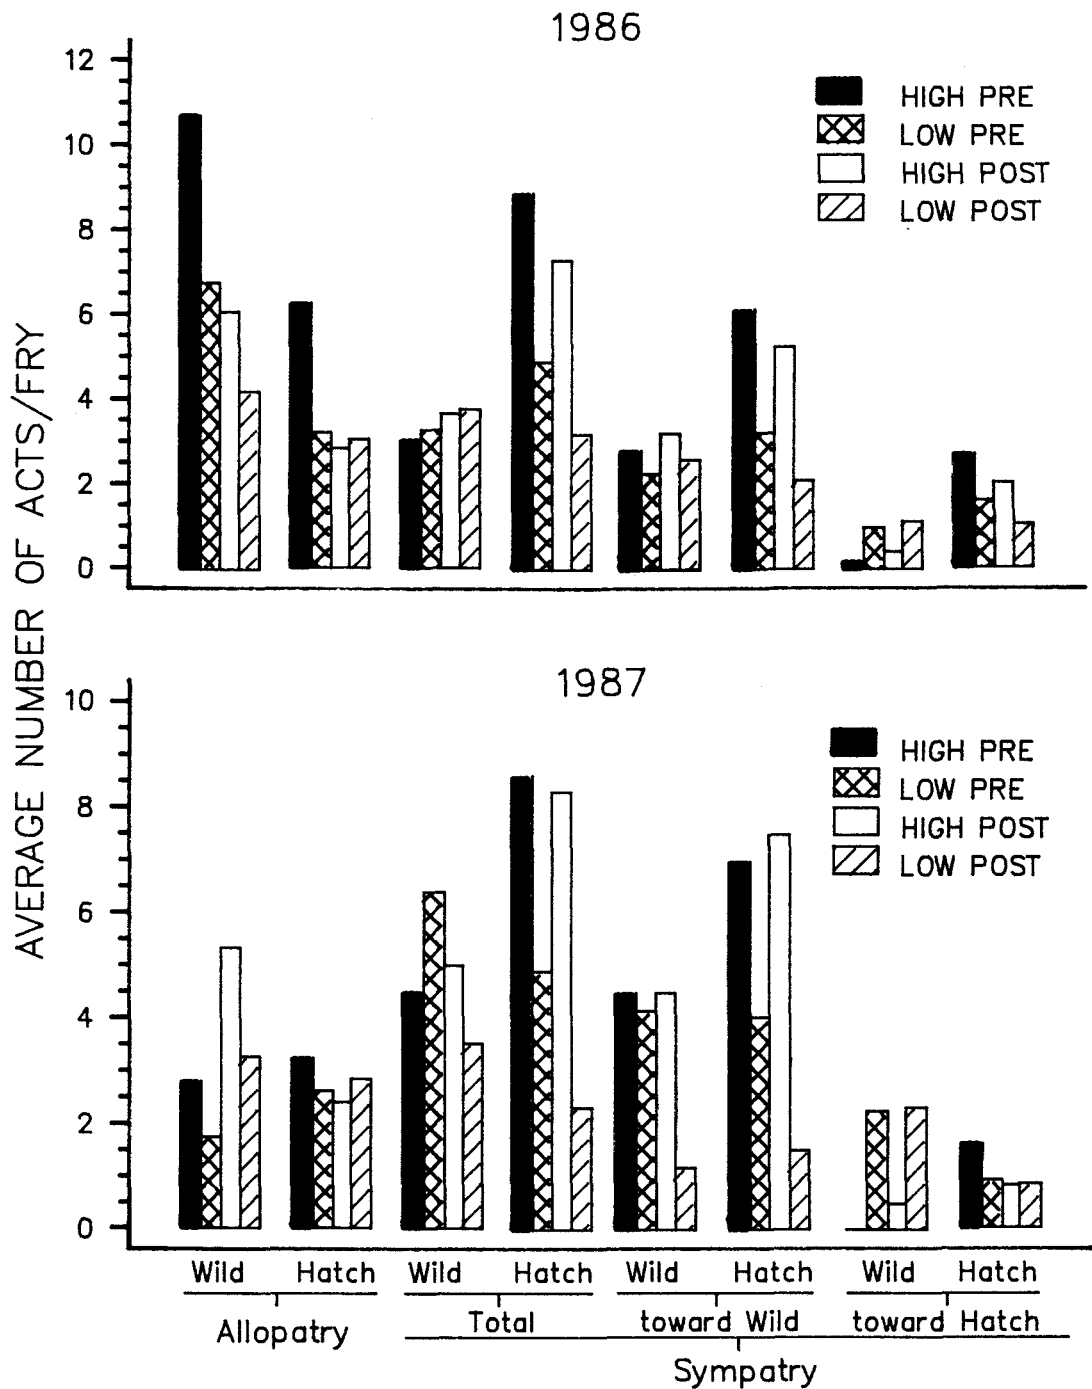 1986
12
10
8
6
4
2
0
HIGH PRE
LOW PRE
HIGH POST
LOW POST
AVERAGE NUMBER OF ACTS/FRY
1987
10
8
6
4
2
0
HIGH PRE
LOW PRE
HIGH POST
LOW POST
Wild Hatch Wild Hatch Wild Hatch Wild Hatch
Allopatry Total toward Wild toward Hatch
Sympatry